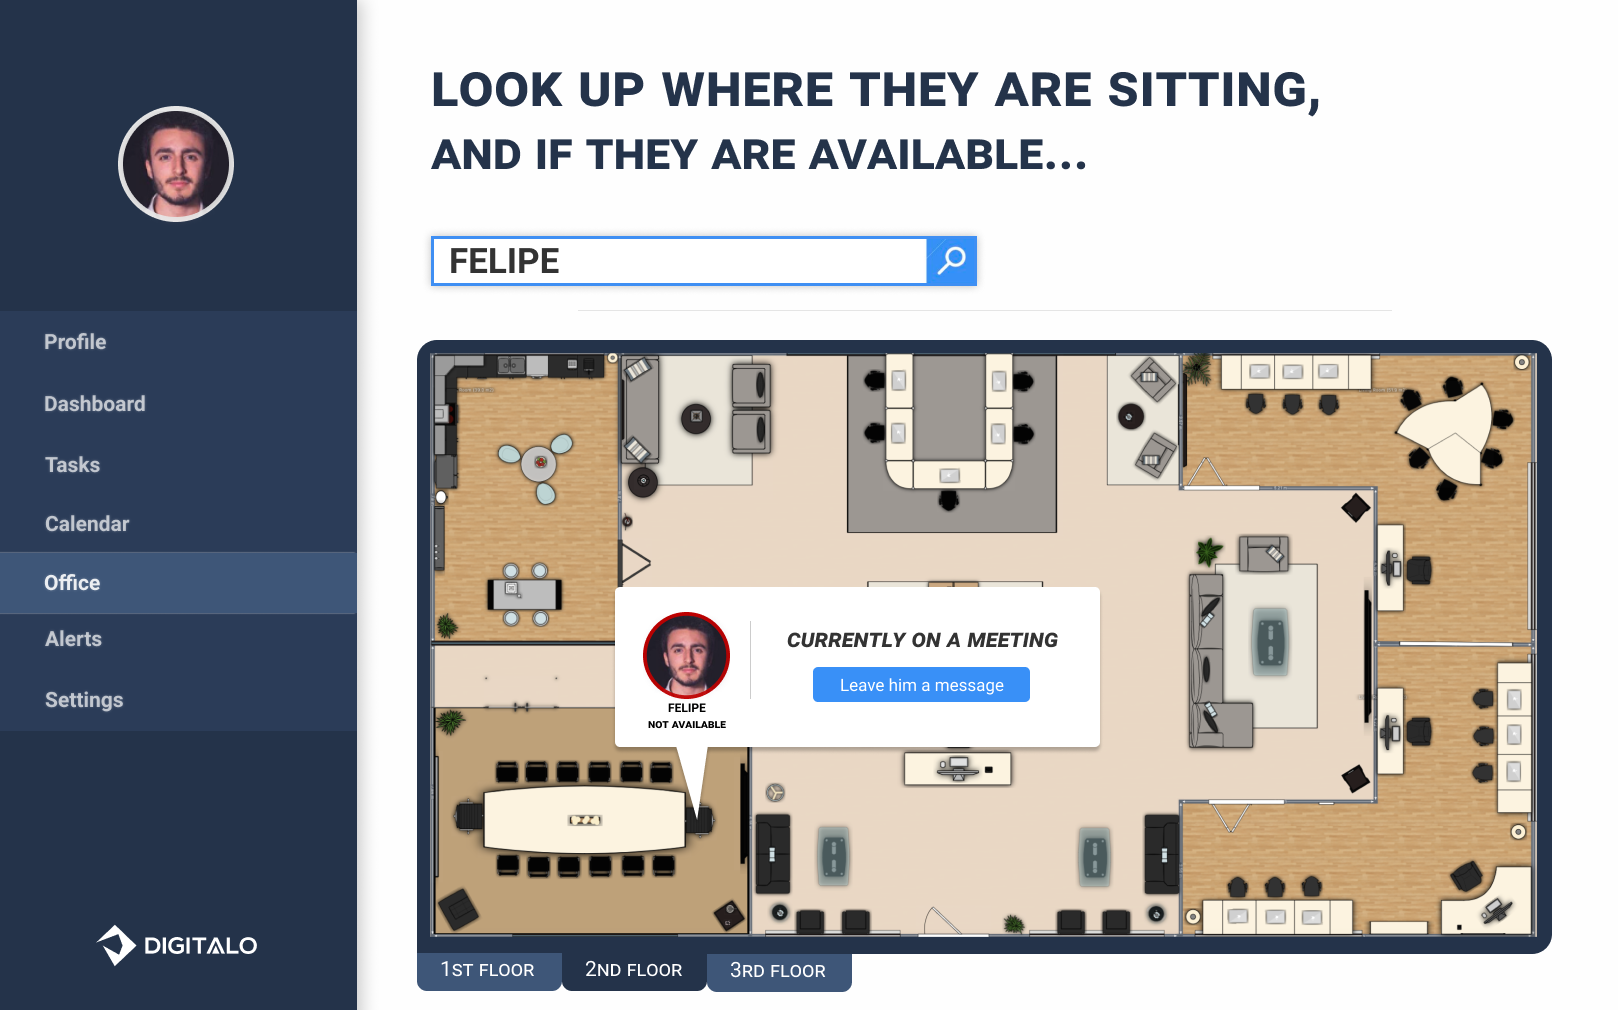 LOOK UP WHERE THEY ARE SITTING,
AND IF THEY ARE AVAILABLE...
FELIPE
Profile
Dashboard
Tasks
Calendar
Office
Alerts
Settings
CURRENTLY ON A MEETING
Leave him a message
FELIPE
NOT AVAILABLE
DIGITALO
1ST FLOOR
2ND FLOOR
3RD FLOOR